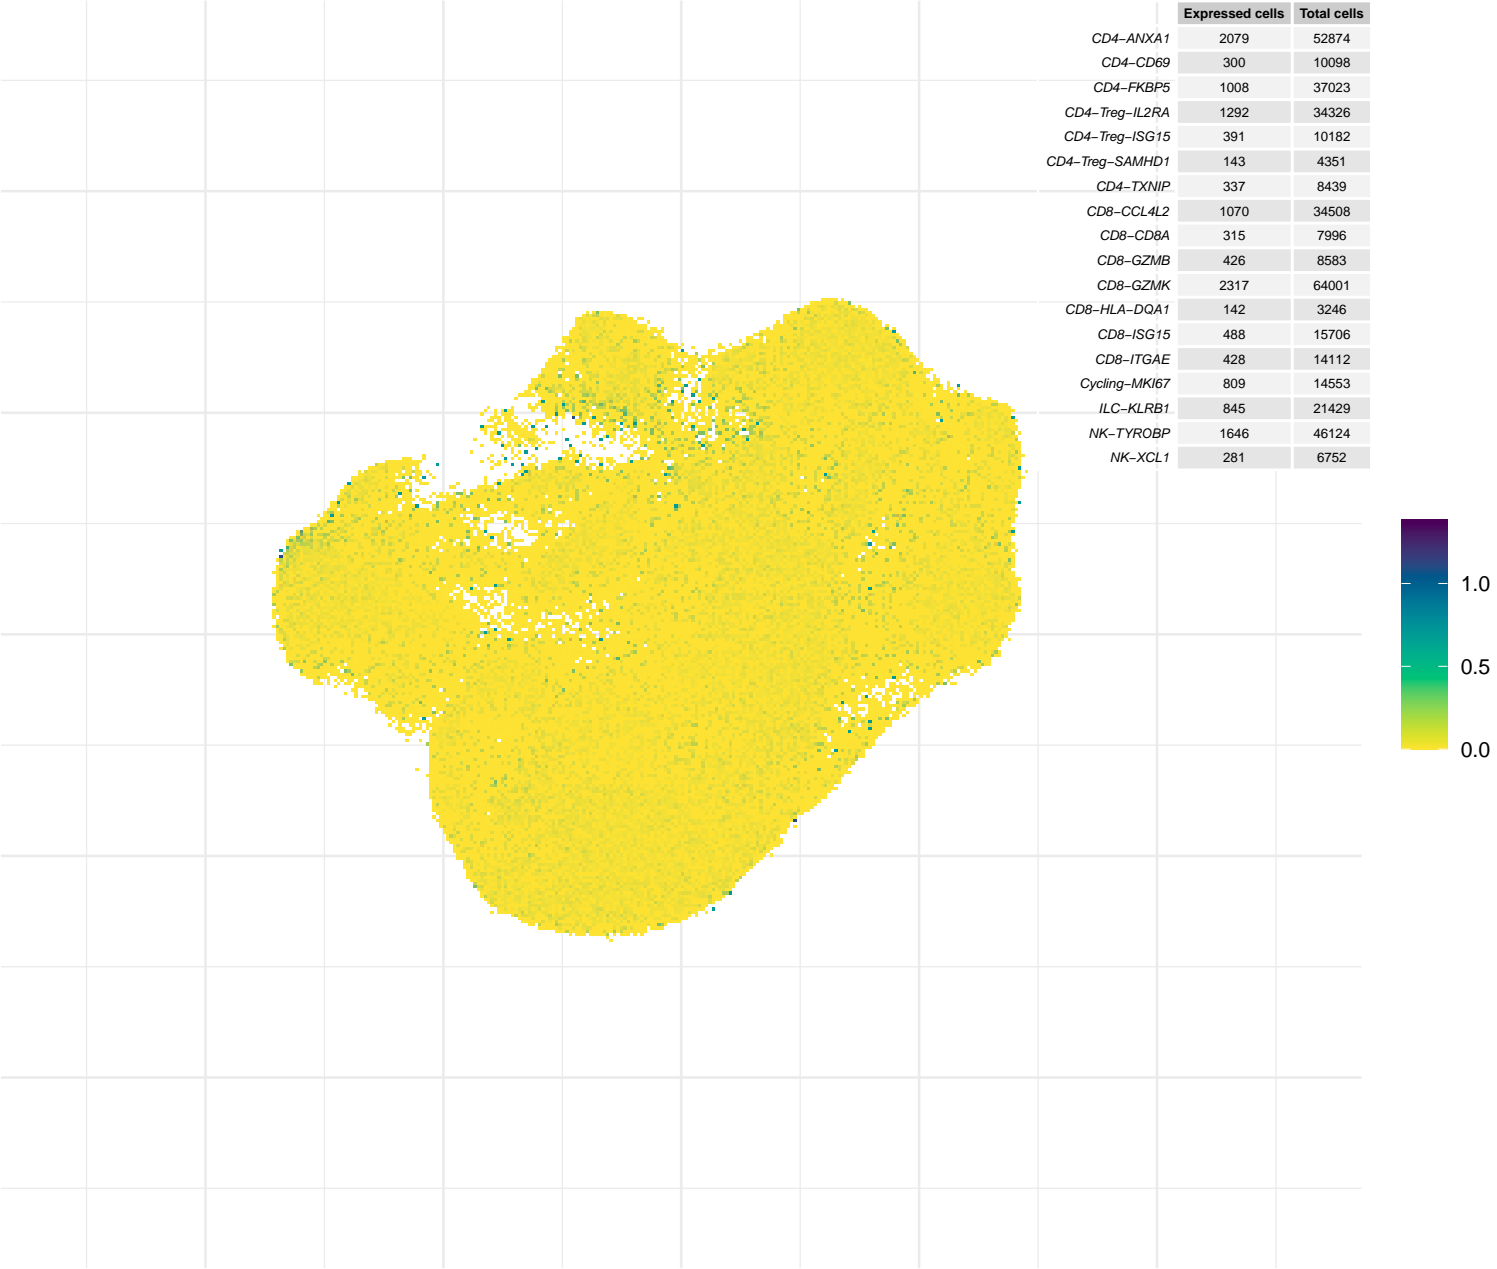 Expressed cells Total cells
CD4−ANXA1 2079 52874
CD4−CD69 300 10098
CD4−FKBP5 1008 37023
CD4−Treg−IL2RA 1292 34326
CD4−Treg−ISG15 391 10182
CD4−Treg−SAMHD1 143 4351
CD4−TXNIP 337 8439
CD8−CCL4L2 1070 34508
CD8−CD8A 315 7996
CD8−GZMB 426 8583
CD8−GZMK 2317 64001
CD8−HLA−DQA1 142 3246
CD8−ISG15 488 15706
CD8−ITGAE 428 14112
Cycling−MKI67 809 14553
ILC−KLRB1 845 21429
NK−TYROBP 1646 46124
NK−XCL1 281 6752
1.0
0.5
0.0